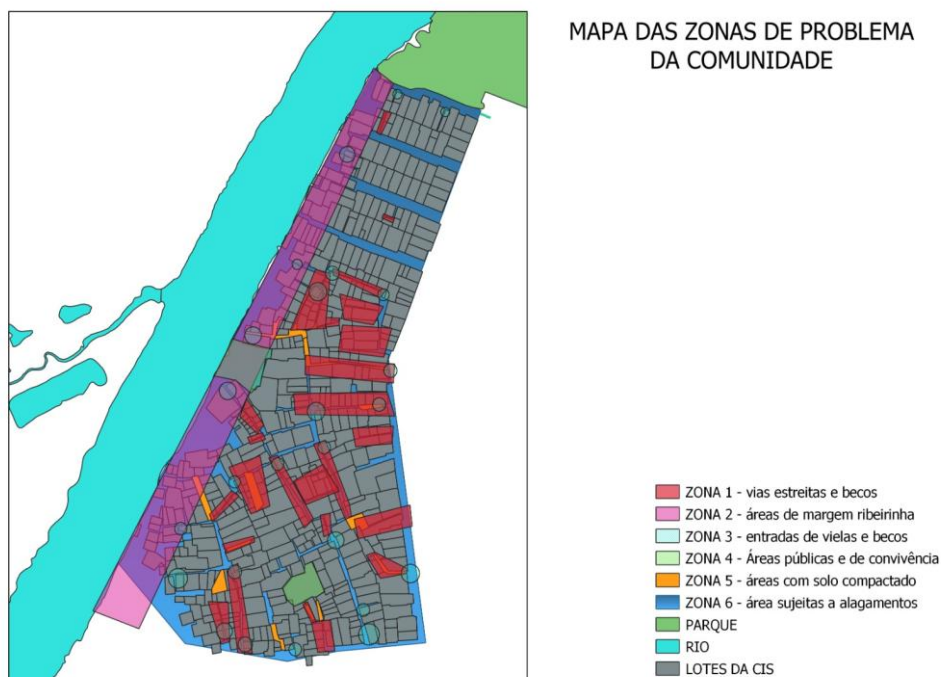 MAPA DAS ZONAS DE PROBLEMA
DA COMUNIDADE
ZONA 1 - vias estreitas e becos
ZONA 2 - áreas de margem ribeirinha
ZONA 3 - entradas de vielas e becos
ZONA 4 - Áreas públicas e de convivência
ZONA 5 - áreas com solo compactado
ZONA 6 - área sujeitas a alagamentos
PARQUE
RIO
LOTES DA CIS